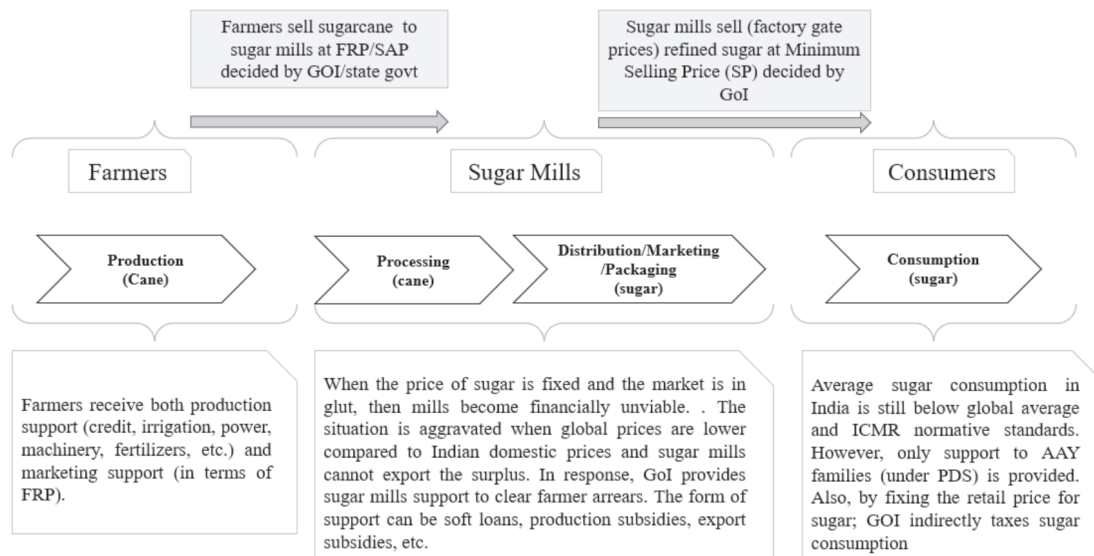 Farmers sell sugarcane to
sugar mills at FRP/SAP
decided by GOI/state govt
Sugar mills sell (factory gate
prices) refined sugar at Minimum
Selling Price (SP) decided by
GoI
Farmers
Sugar Mills
Consumers
Production
(Cane)
Processing
(cane)
Distribution/Marketing
/Packaging
(sugar)
Consumption
(sugar)
Farmers receive both production
support (credit, irrigation, power,
machinery, fertilizers, etc.) and
marketing support (in terms of
FRP).
When the price of sugar is fixed and the market is in
glut, then mills become financially unviable. . The
situation is aggravated when global prices are lower
compared to Indian domestic prices and sugar mills
cannot export the surplus. In response, GoI provides
sugar mills support to clear farmer arrears. The form of
support can be soft loans, production subsidies, export
subsidies, etc.
Average sugar consumption in
India is still below global average
and ICMR normative standards.
However, only support to AAY
families (under PDS) is provided.
Also, by fixing the retail price for
sugar; GOI indirectly taxes sugar
consumption